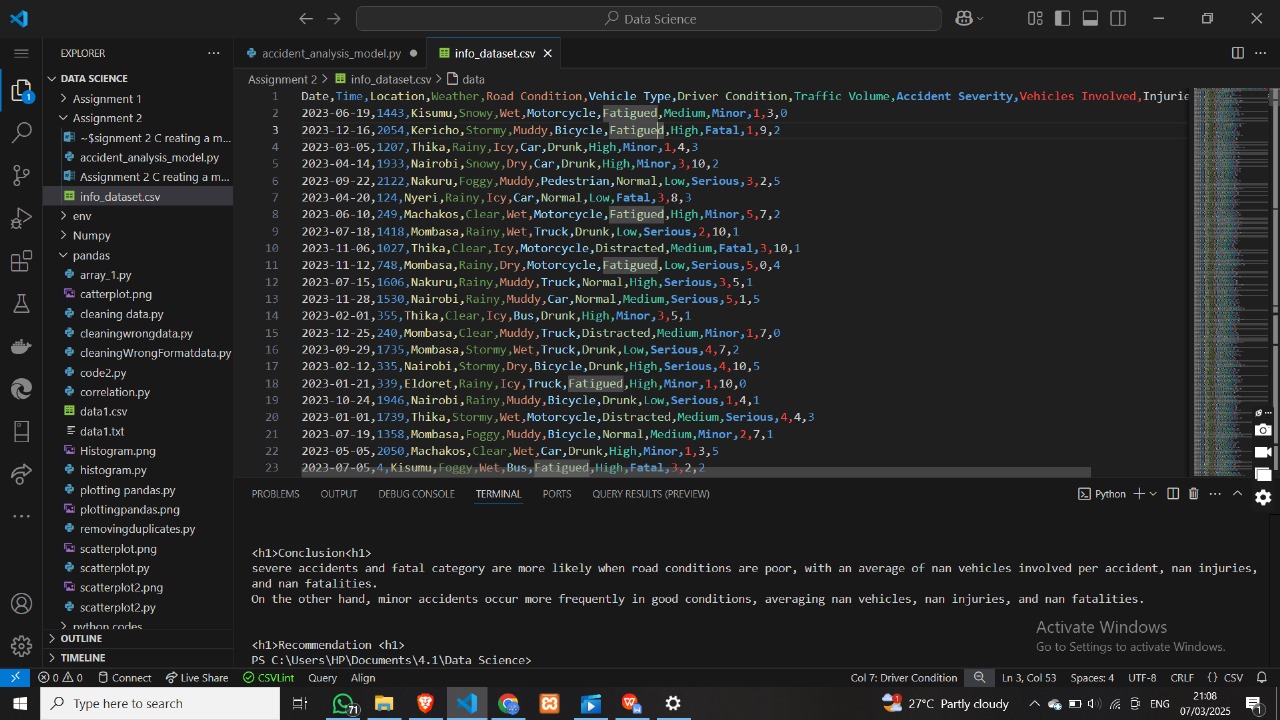 Data Science
EXPLORER
DATA SCIENCE
Assignment 1
Assignment 2
~$signment 2 C reating a m...
accident_analysis_model.py
Assignment 2 C reating a m...
info_dataset.csv
env
Numpy
pandas
array_1.py
catterplot.png
cleaning data.py
cleaningwrongdata.py
cleaningWrongFormatdata.py
code2.py
correlation.py
data1.csv
data1.txt
Histogram.png
histogram.py
plotting pandas.py
plottingpandas.png
removingduplicates.py
scatterplot.png
scatterplot.py
scatterplot2.png
scatterplot2.py
python codes
OUTLINE
TIMELINE
1
accident_analysis_model.py
info_dataset.csv
Assignment 2 > info_dataset.csv > data
1 Date,Time,Location,Weather,Road Condition,Vehicle Type,Driver Condition,Traffic Volume,Accident Severity,Vehicles Involved,Injurie
2 2023-06-19,1443,Kisumu,Snowy,Wet,Motorcycle,Fatigued,Medium,Minor,1,3,0
3 2023-12-16,2054,Kericho,Stormy,Muddy,Bicycle,Fatigued,High,Fatal,1,9,2
4 2023-07-05,1207,Thika,Rainy,Icy,Car,Drunk,High,Minor,1,4,3
5 2023-04-14,1933,Nairobi,Snowy,Dry,Car,Drunk,High,Minor,3,10,2
6 2023-09-22,2122,Nakuru,Foggy,Muddy,Pedestrian,Normal,Low,Serious,3,2,5
7 2023-04-26,124,Nyeri,Rainy,Icy,Car,Normal,Low,Fatal,3,8,2
8 2023-06-10,249,Machakos,Clear,Wet,Motorcycle,Fatigued,High,Minor,5,7,2
9 2023-10-18,1418,Mombasa,Rainy,Wet,Truck,Drunk,Low,Serious,2,10,1
10 2023-11-06,1027,Thika,Clear,Icy,Motorcycle,Distracted,Medium,Fatal,3,10,1
11 2023-11-12,748,Mombasa,Rainy,Dry,Motorcycle,Fatigued,Low,Serious,5,0,4
12 2023-07-25,1606,Nakuru,Rainy,Muddy,Truck,Normal,High,Serious,3,5,1
13 2023-11-28,1530,Nairobi,Rainy,Muddy,Car,Normal,Medium,Serious,5,1,5
14 2023-02-01,355,Thika,Clear,Icy,Bus,Drunk,High,Minor,3,5,1
15 2023-12-22,240,Mombasa,Clear,Muddy,Truck,Distracted,Medium,Minor,1,7,0
16 2023-09-29,1735,Mombasa,Stormy,Wet,Truck,Drunk,Low,Serious,4,7,2
17 2023-02-22,335,Nairobi,Stormy,Dry,Bicycle,Drunk,High,Serious,4,10,5
18 2023-01-21,339,Eldoret,Rainy,Icy,Truck,Fatigued,High,Minor,1,10,0
19 2023-10-24,1946,Nairobi,Rainy,Muddy,Bicycle,Drunk,Low,Serious,1,4,1
20 2023-01-01,1739,Thika,Stormy,Wet,Motorcycle,Distracted,Medium,Serious,4,4,3
21 2023-07-19,1358,Mombasa,Foggy,Muddy,Bicycle,Normal,Medium,Minor,2,7,1
22 2023-05-25,2050,Machakos,Clear,Wet,Car,Drunk,High,Minor,1,3,5
23 2023-07-05,4,Kisumu,Foggy,Wet,Bus,Fatigued,High,Fatal,3,2,2
PROBLEMS OUTPUT DEBUG CONSOLE TERMINAL PORTS QUERY RESULTS (PREVIEW)
Python
<h1>Conclusion<h1>
severe accidents and fatal category are more likely when road conditions are poor, with an average of nan vehicles involved per accident, nan injuries,
and nan fatalities.
On the other hand, minor accidents occur more frequently in good conditions, averaging nan vehicles, nan injuries, and nan fatalities.
<h1>Recommendation <h1>
PS C:\Users\HP\Documents\4.1\Data Science>
Activate Windows
Go to Settings to activate Windows.
0 0 Connect Live Share CSVLint Query Align Col 7: Driver Condition Ln 3, Col 53 Spaces: 4 UTF-8 CRLF {} CSV
Type here to search
71
1
27°C Partly cloudy
ENG
21:08
07/03/2025
1